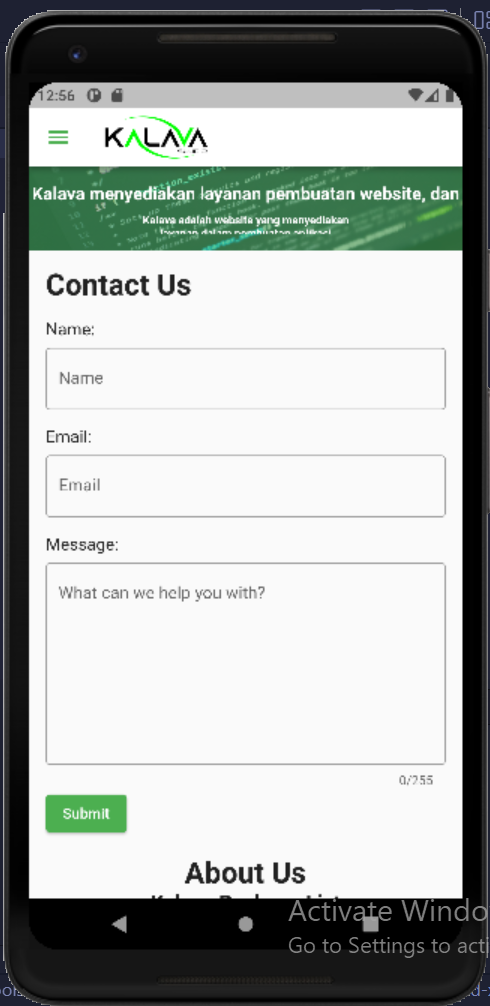 12:56
KALAVA
Kalava menyediakan layanan pembuatan website, dan
Kalava adalah website yang menyediakan
layanan dalam pembuatan aplikasi
Contact Us
Name:
Name
Email:
Email
Message:
What can we help you with?
0/255
Submit
About Us
Activate Windo
Go to Settings to acti